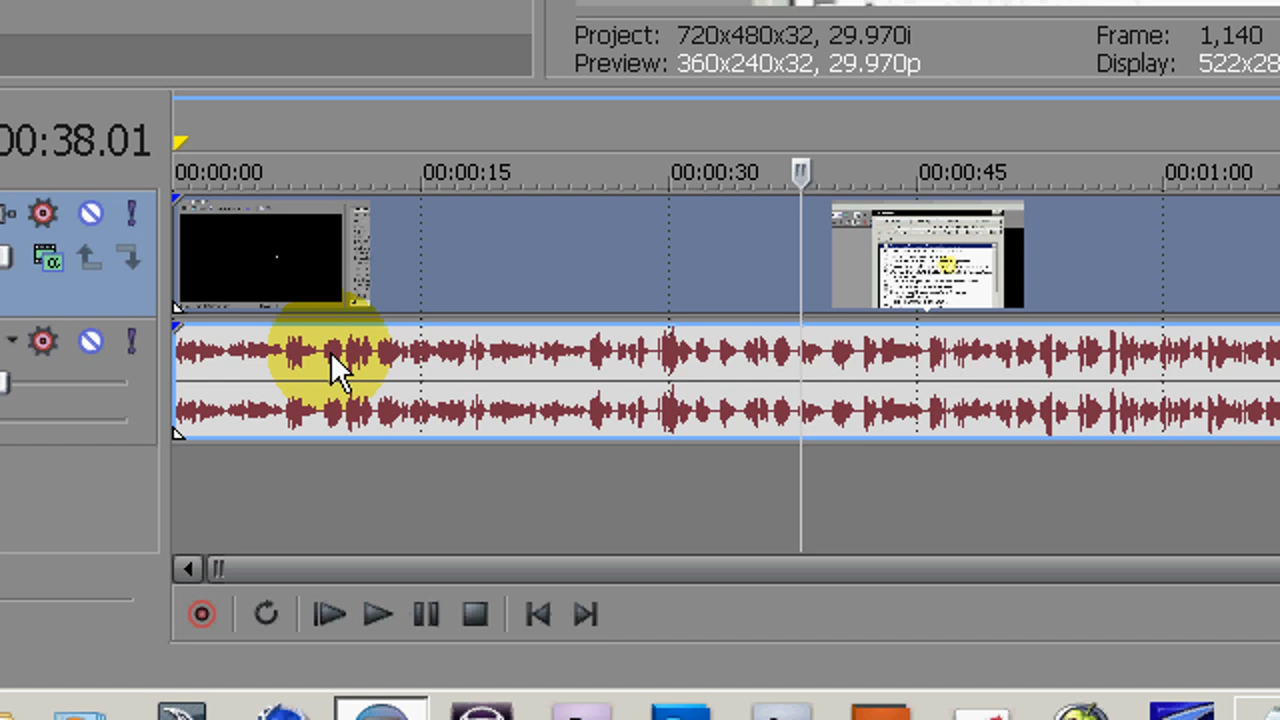 Project: 720x480x32, 29.970i Frame: 1,140
Preview: 360x240x32, 29.970p Display: 522x28
00:38.01
00:00:00 00:00:15 00:00:30 00:00:45 00:01:00